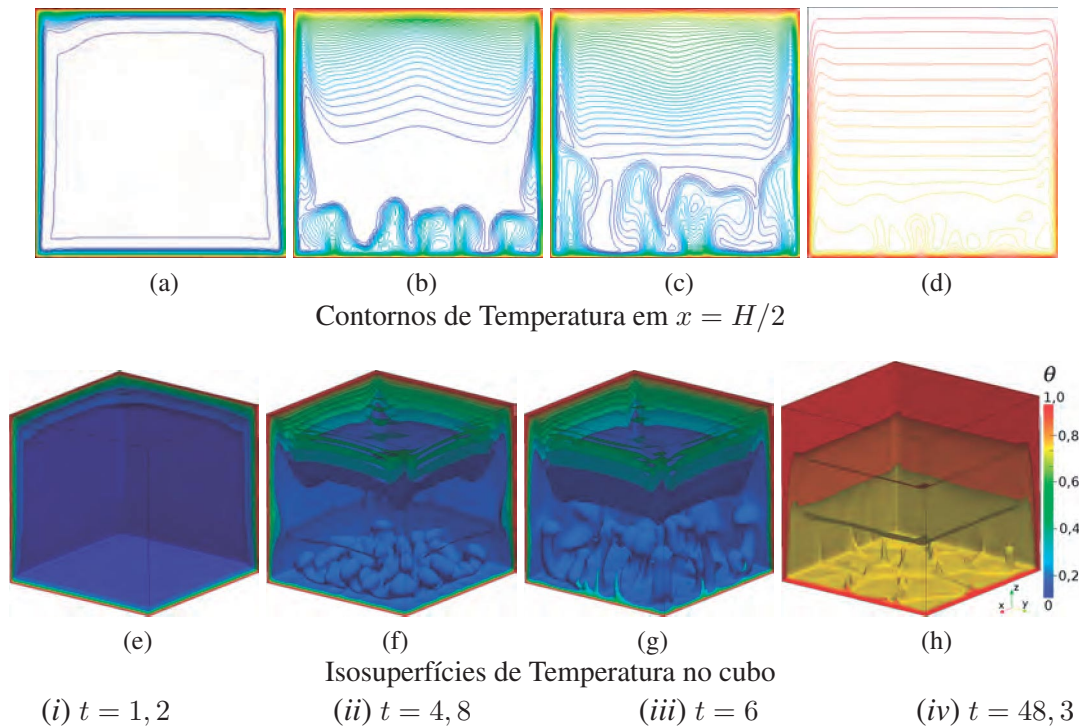 (a) (b) (c) (d)
Contornos de Temperatura em x = H/2
θ
1,0
0,8
0,6
0,4
0,2
0
z
x y
(e) (f) (g) (h)
Isosuperfícies de Temperatura no cubo
(i) t = 1, 2 (ii) t = 4, 8 (iii) t = 6 (iv) t = 48, 3